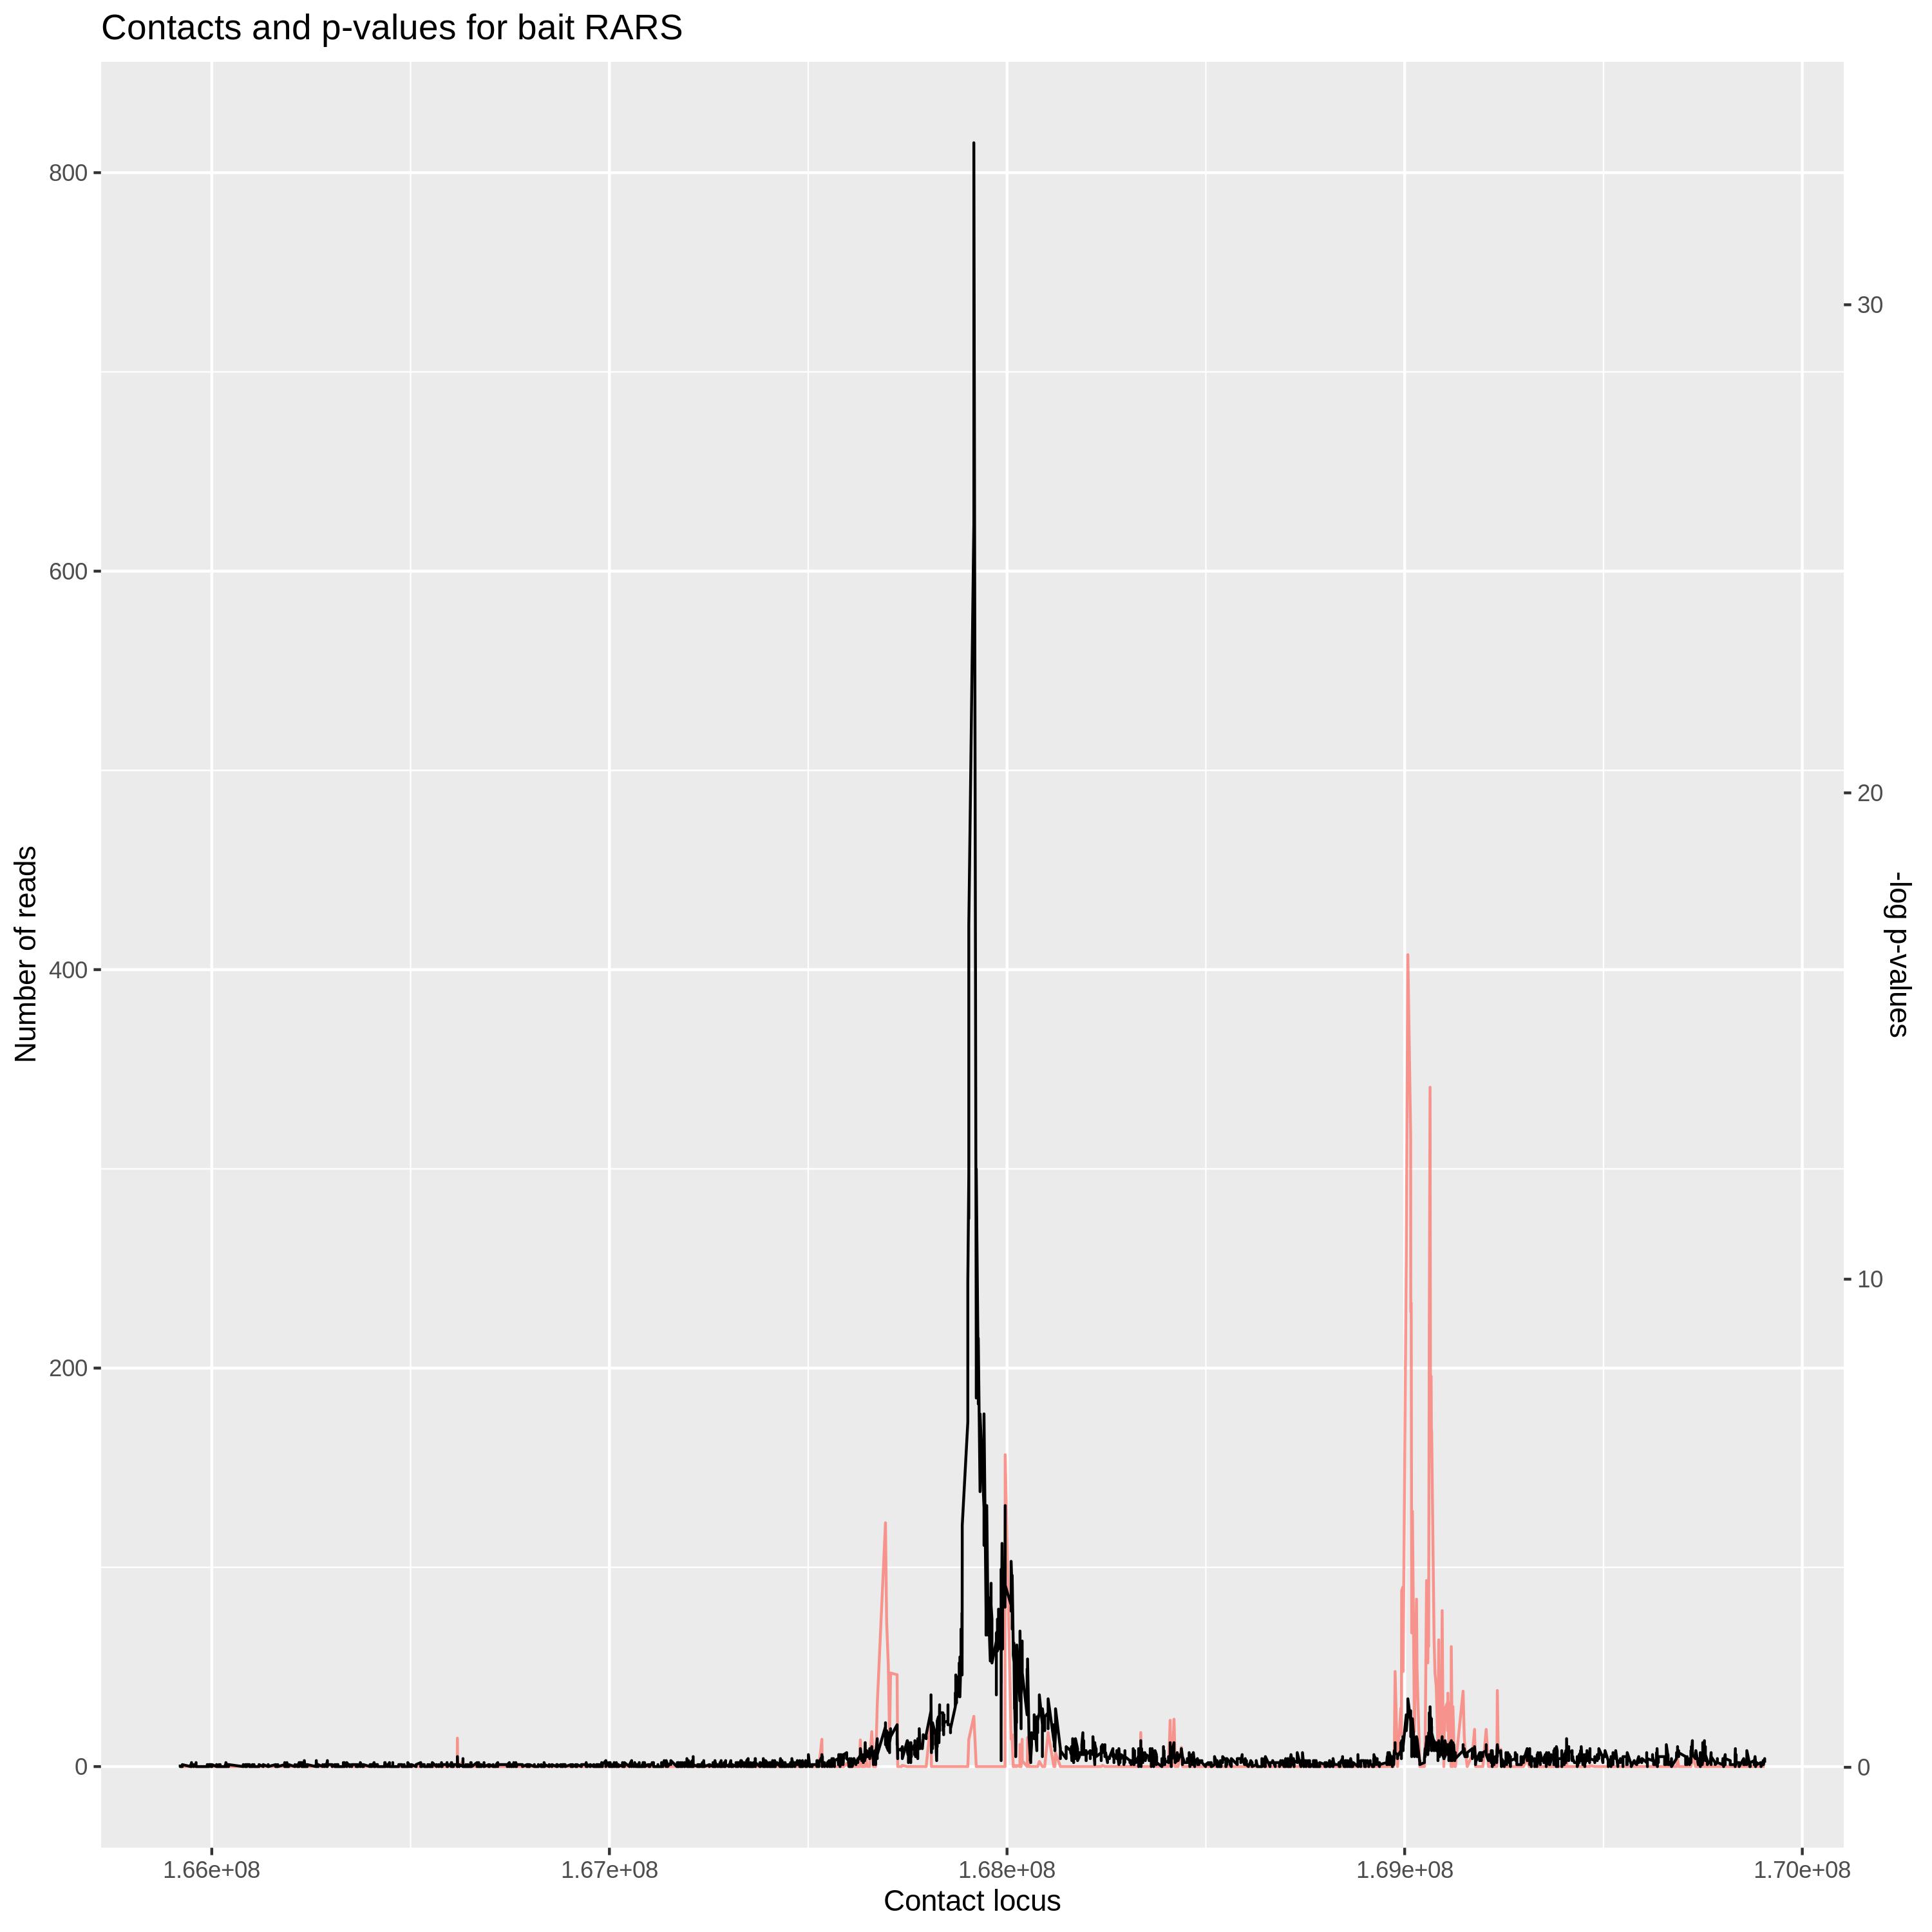 Contacts and p-values for bait RARS
800
600
400
200
0
Number of reads
30
20
10
0
-log p-values
1.66e+08
1.67e+08
1.68e+08
1.69e+08
1.70e+08
Contact locus